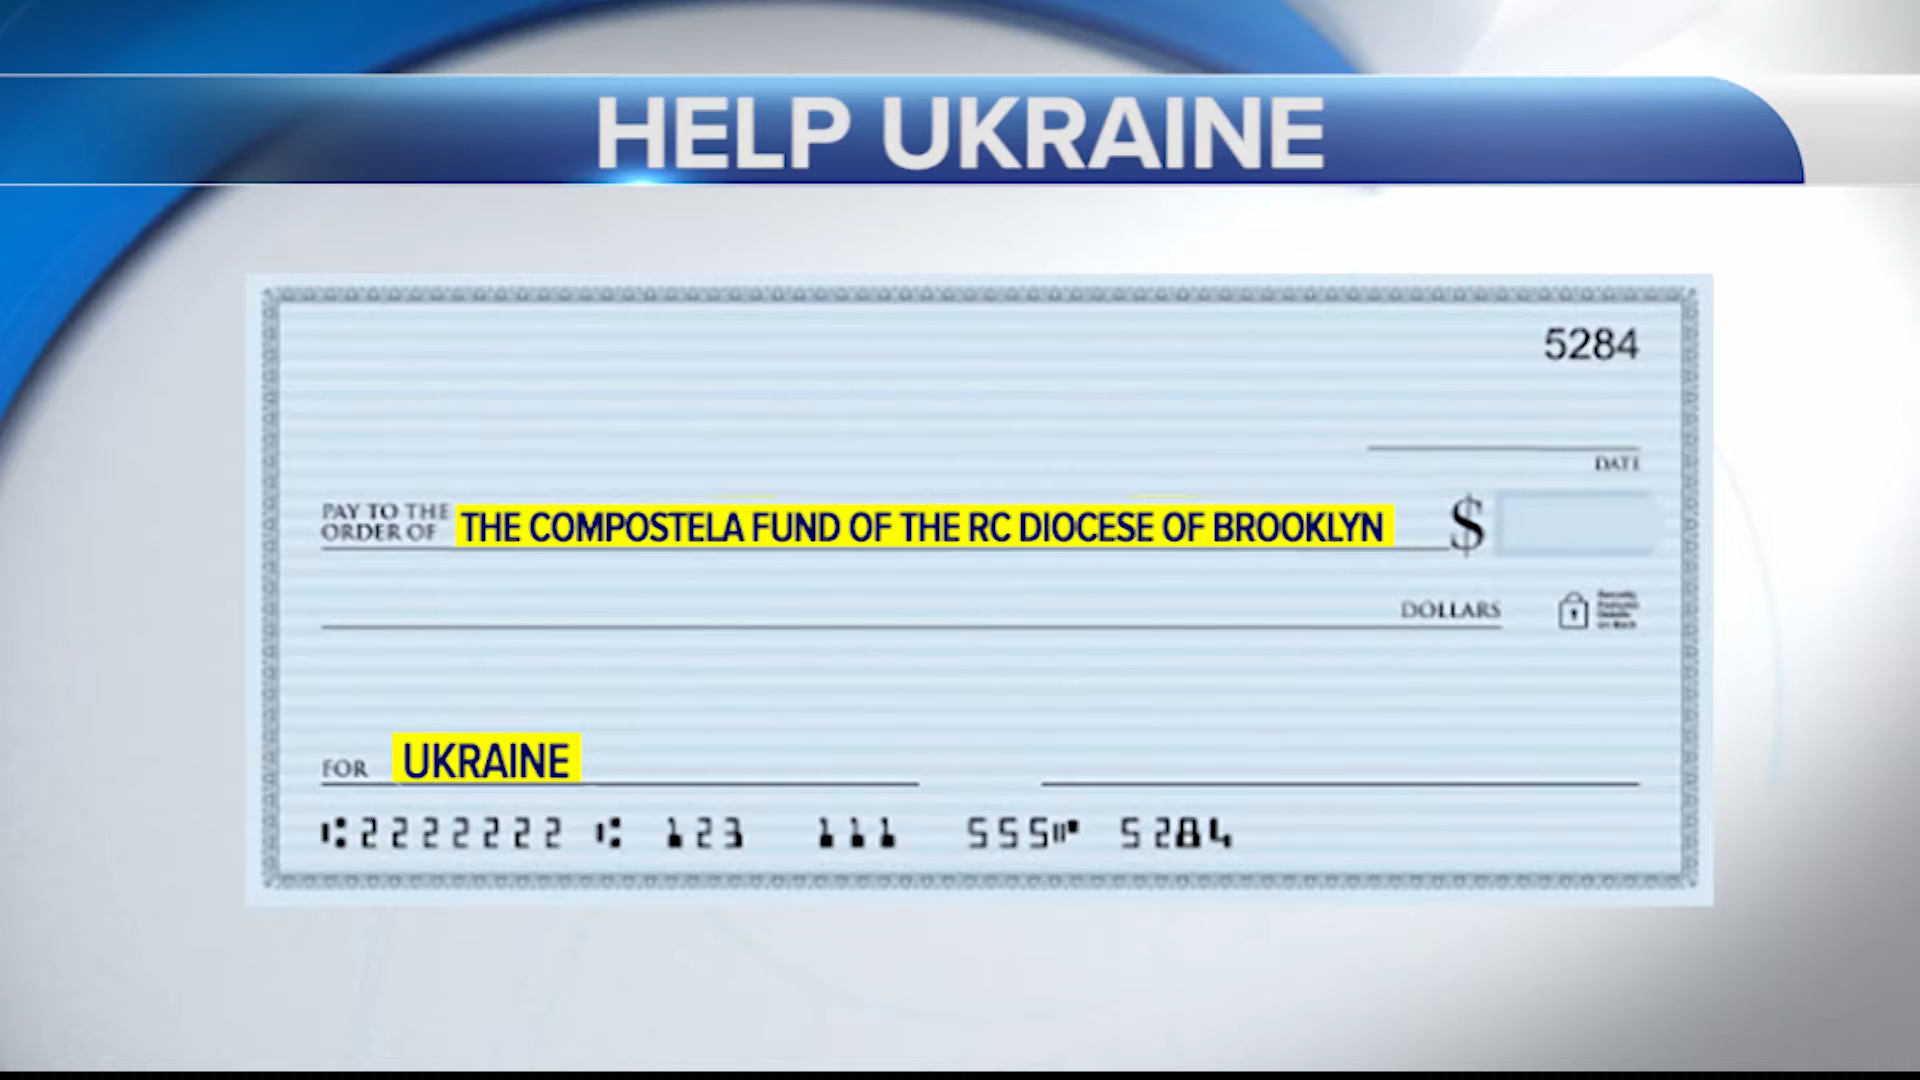 HELP UKRAINE
5284
DATE
PAY TO THE
ORDER OF THE COMPOSTELA FUND OF THE RC DIOCESE OF BROOKLYN $
DOLLARS
FOR UKRAINE
⑆2222222⑆ 123 111 555⑈ 5284